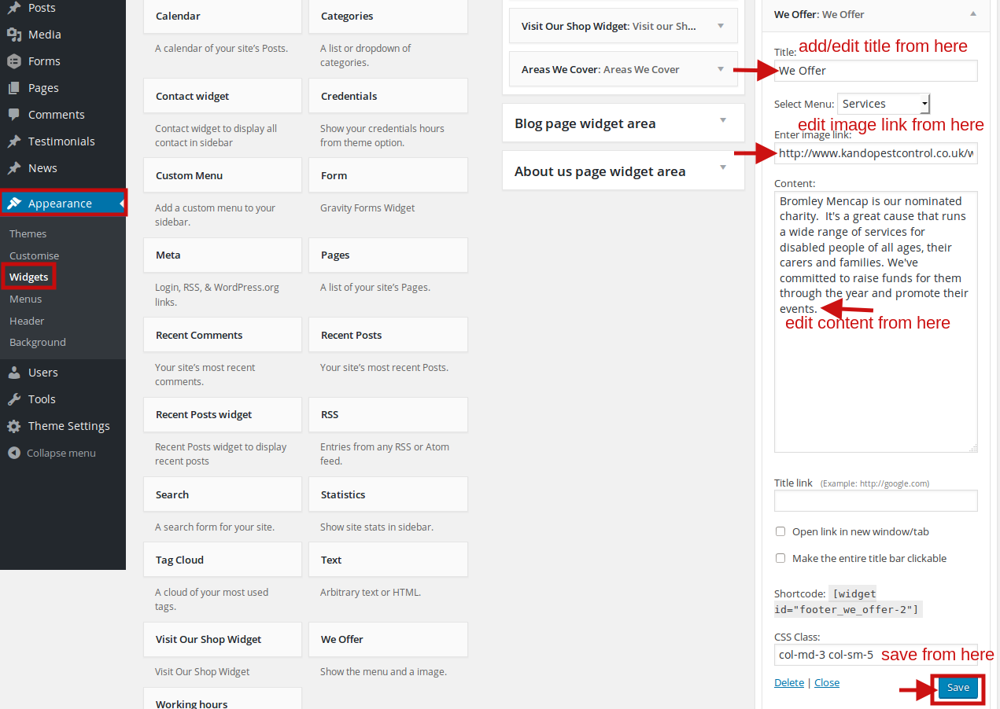 Posts
Media
Forms
Pages
Comments
Testimonials
News
Appearance
Themes
Customise
Widgets
Menus
Header
Background
Users
Tools
Theme Settings
Collapse menu
Calendar
A calendar of your site's Posts.
Categories
A list or dropdown of
categories.
Contact widget
Contact widget to display all
contact in sidebar
Credentials
Show your credentials hours
from theme option.
Custom Menu
Add a custom menu to your
sidebar.
Form
Gravity Forms Widget
Meta
Login, RSS, & WordPress.org
links.
Pages
A list of your site's Pages.
Recent Comments
Your site's most recent
comments.
Recent Posts
Your site's most recent Posts.
Recent Posts widget
Recent Posts widget to display
recent posts
RSS
Entries from any RSS or Atom
feed.
Search
A search form for your site.
Statistics
Show site stats in sidebar.
Tag Cloud
A cloud of your most used
tags.
Text
Arbitrary text or HTML.
Visit Our Shop Widget
Visit Our Shop Widget
We Offer
Show the menu and a image.
Working hours
Visit Our Shop Widget: Visit our Sh...
Areas We Cover: Areas We Cover
Blog page widget area
About us page widget area
We Offer: We Offer
Title: add/edit title from here
We Offer
Select Menu: Services
edit image link from here
Enter image link:
http://www.kandopestcontrol.co.uk/w
Content:
Bromley Mencap is our nominated
charity.  It's a great cause that runs
a wide range of services for
disabled people of all ages, their
carers and families. We've
committed to raise funds for them
through the year and promote their
events.
edit content from here
Title link (Example: http://google.com)
Open link in new window/tab
Make the entire title bar clickable
Shortcode: [widget
id="footer_we_offer-2"]
CSS Class:
col-md-3 col-sm-5 save from here
Delete | Close
Save